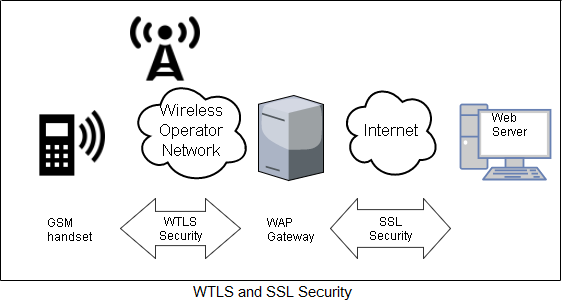 Wireless
Operator
Network
Internet
Web
Server
GSM
handset
WTLS
Security
WAP
Gateway
SSL
Security
WTLS and SSL Security